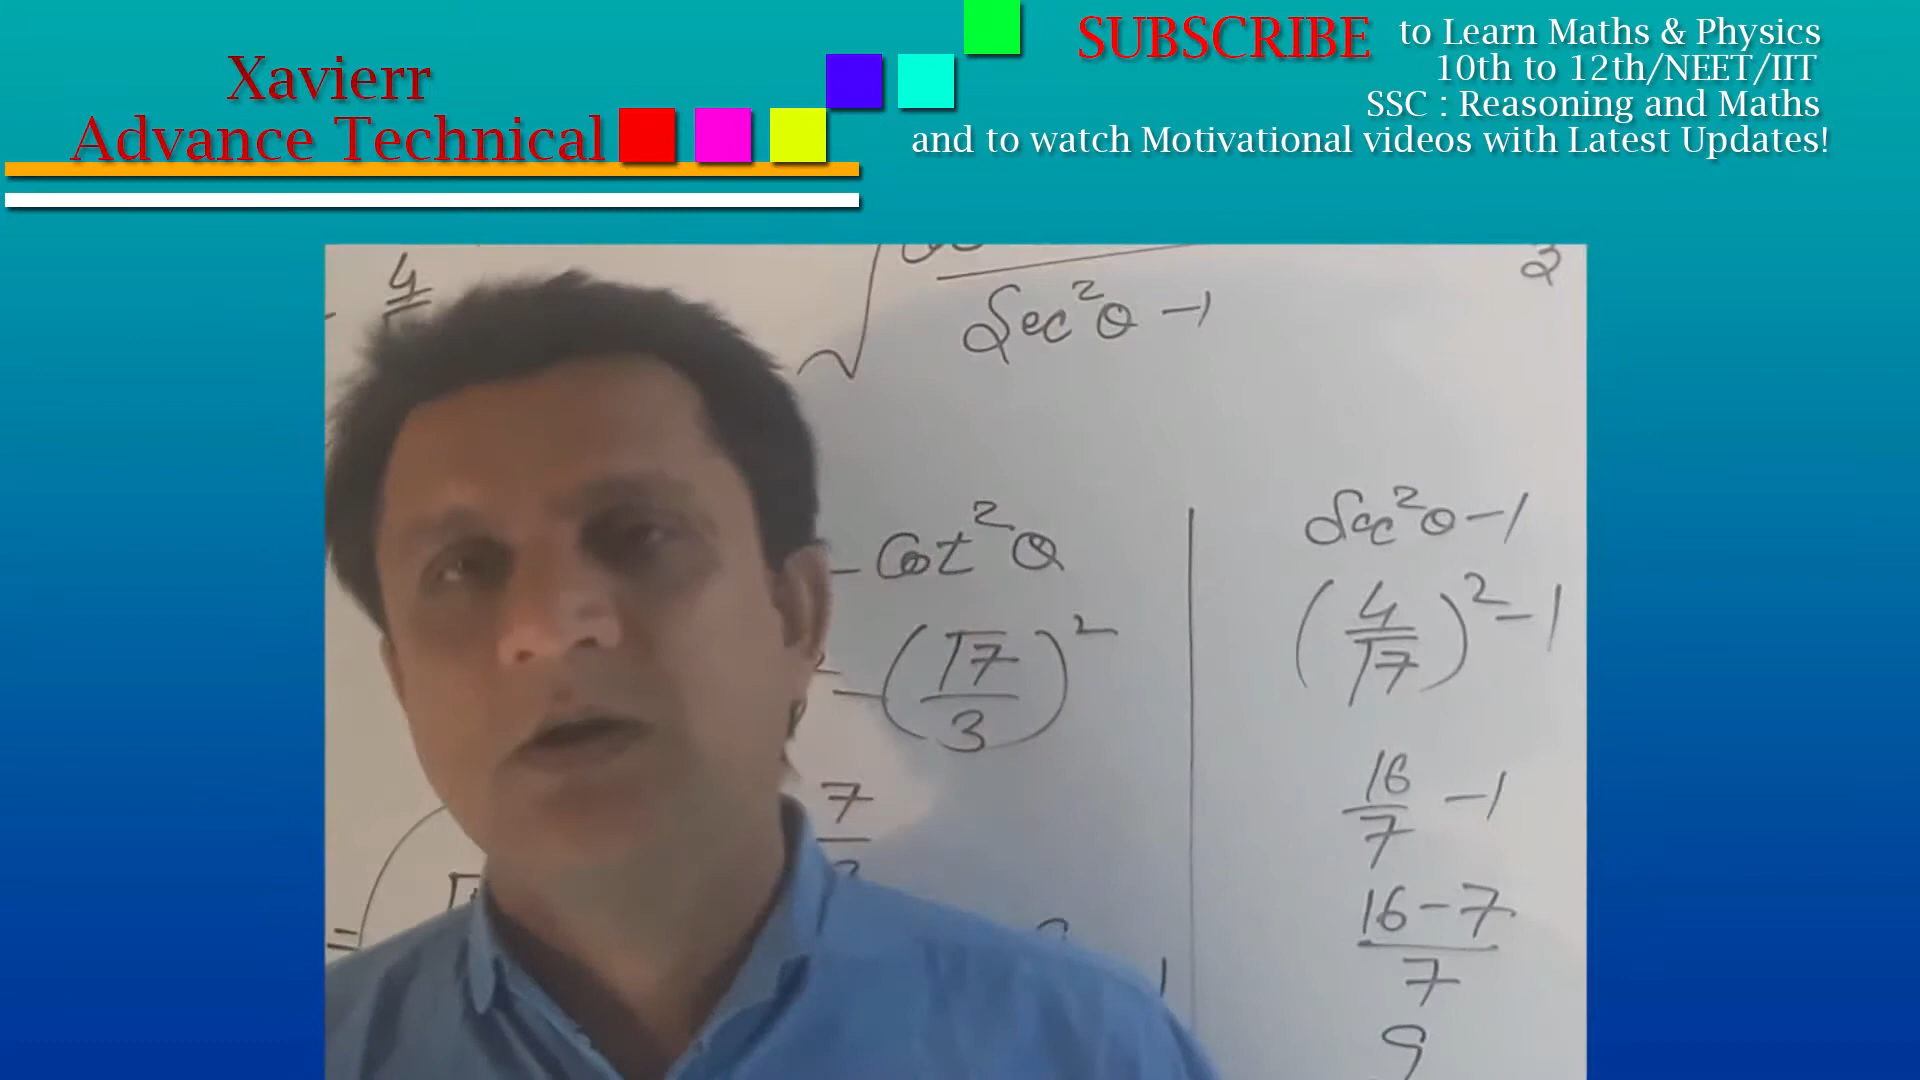 Xavierr
Advance Technical
SUBSCRIBE
to Learn Maths & Physics
10th to 12th/NEET/IIT
SSC : Reasoning and Maths
and to watch Motivational videos with Latest Updates!
4
2
√
Sec²θ -1
- Cot²θ
-(√7/3)²
7
=
Sec²θ -1
(4/√7)² -1
16/7 -1
16-7
7
9